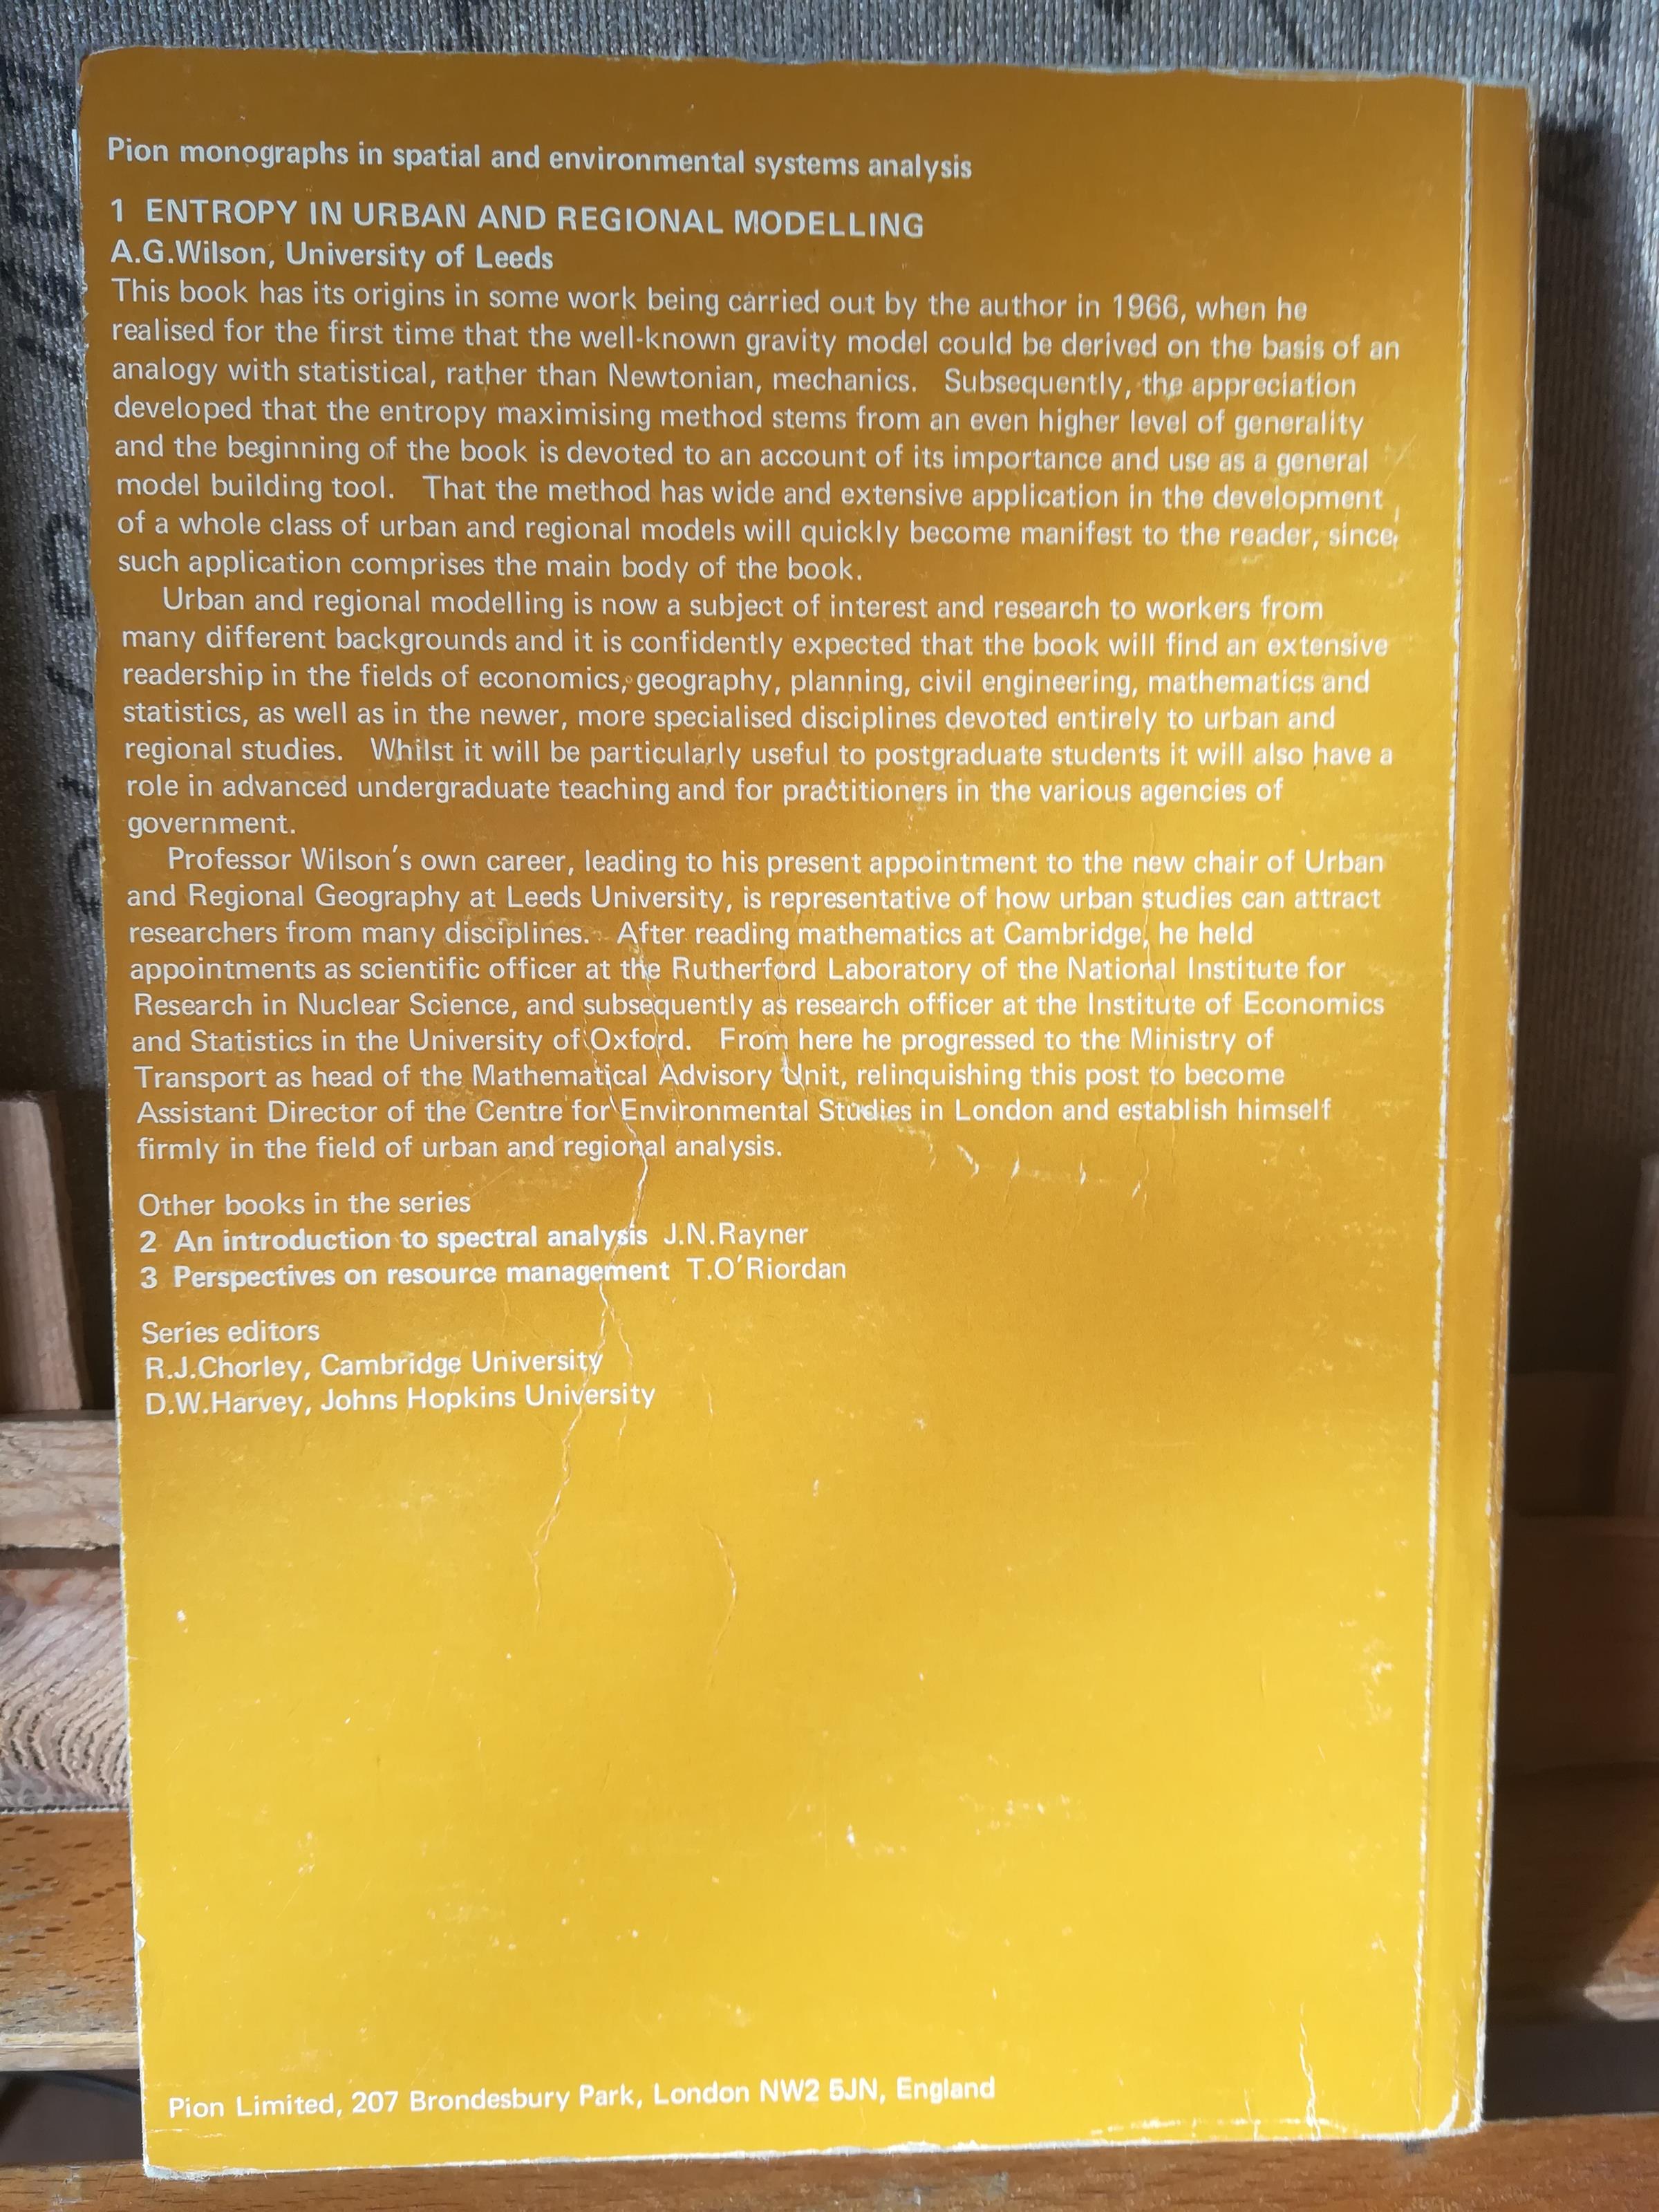 Pion monographs in spatial and environmental systems analysis
1 ENTROPY IN URBAN AND REGIONAL MODELLING
A.G.Wilson, University of Leeds
This book has its origins in some work being carried out by the author in 1966, when he
realised for the first time that the well-known gravity model could be derived on the basis of an
analogy with statistical, rather than Newtonian, mechanics. Subsequently, the appreciation
developed that the entropy maximising method stems from an even higher level of generality
and the beginning of the book is devoted to an account of its importance and use as a general
model building tool. That the method has wide and extensive application in the development
of a whole class of urban and regional models will quickly become manifest to the reader, since
such application comprises the main body of the book.
Urban and regional modelling is now a subject of interest and research to workers from
many different backgrounds and it is confidently expected that the book will find an extensive
readership in the fields of economics, geography, planning, civil engineering, mathematics and
statistics, as well as in the newer, more specialised disciplines devoted entirely to urban and
regional studies. Whilst it will be particularly useful to postgraduate students it will also have a
role in advanced undergraduate teaching and for practitioners in the various agencies of
government.
Professor Wilson's own career, leading to his present appointment to the new chair of Urban
and Regional Geography at Leeds University, is representative of how urban studies can attract
researchers from many disciplines. After reading mathematics at Cambridge, he held
appointments as scientific officer at the Rutherford Laboratory of the National Institute for
Research in Nuclear Science, and subsequently as research officer at the Institute of Economics
and Statistics in the University of Oxford. From here he progressed to the Ministry of
Transport as head of the Mathematical Advisory Unit, relinquishing this post to become
Assistant Director of the Centre for Environmental Studies in London and establish himself
firmly in the field of urban and regional analysis.
Other books in the series
2 An introduction to spectral analysis J.N.Rayner
3 Perspectives on resource management T.O'Riordan
Series editors
R.J.Chorley, Cambridge University
D.W.Harvey, Johns Hopkins University
Pion Limited, 207 Brondesbury Park, London NW2 5JN, England